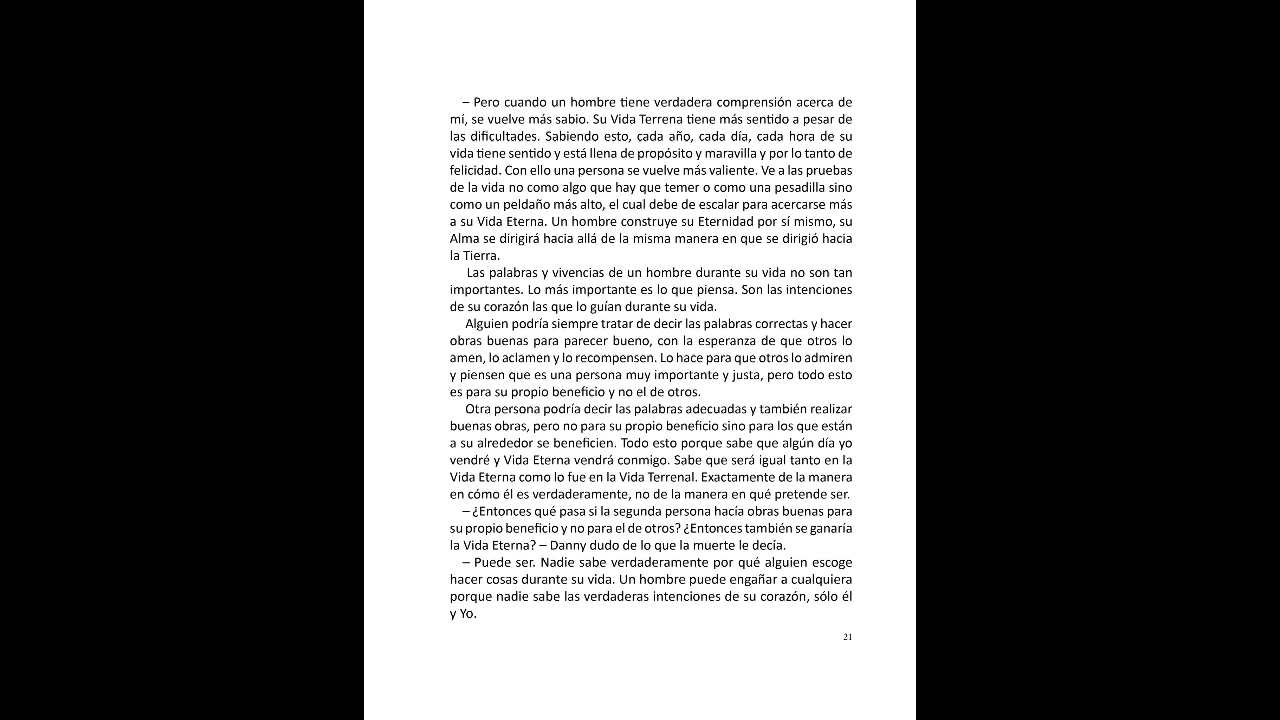 – Pero cuando un hombre tiene verdadera comprensión acerca de
mí, se vuelve más sabio. Su Vida Terrena tiene más sentido a pesar de
las dificultades. Sabiendo esto, cada año, cada día, cada hora de su
vida tiene sentido y está llena de propósito y maravilla y por lo tanto de
felicidad. Con ello una persona se vuelve más valiente. Ve a las pruebas
de la vida no como algo que hay que temer o como una pesadilla sino
como un peldaño más alto, el cual debe de escalar para acercarse más
a su Vida Eterna. Un hombre construye su Eternidad por sí mismo, su
Alma se dirigirá hacia allá de la misma manera en que se dirigió hacia
la Tierra.
Las palabras y vivencias de un hombre durante su vida no son tan
importantes. Lo más importante es lo que piensa. Son las intenciones
de su corazón las que lo guían durante su vida.
Alguien podría siempre tratar de decir las palabras correctas y hacer
obras buenas para parecer bueno, con la esperanza de que otros lo
amen, lo aclamen y lo recompensen. Lo hace para que otros lo admiren
y piensen que es una persona muy importante y justa, pero todo esto
es para su propio beneficio y no el de otros.
Otra persona podría decir las palabras adecuadas y también realizar
buenas obras, pero no para su propio beneficio sino para los que están
a su alrededor se beneficien. Todo esto porque sabe que algún día yo
vendré y Vida Eterna vendrá conmigo. Sabe que será igual tanto en la
Vida Eterna como lo fue en la Vida Terrenal. Exactamente de la manera
en cómo él es verdaderamente, no de la manera en qué pretende ser.
– ¿Entonces qué pasa si la segunda persona hacía obras buenas para
su propio beneficio y no para el de otros? ¿Entonces también se ganaría
la Vida Eterna? – Danny dudo de lo que la muerte le decía.
– Puede ser. Nadie sabe verdaderamente por qué alguien escoge
hacer cosas durante su vida. Un hombre puede engañar a cualquiera
porque nadie sabe las verdaderas intenciones de su corazón, sólo él
y Yo.
21